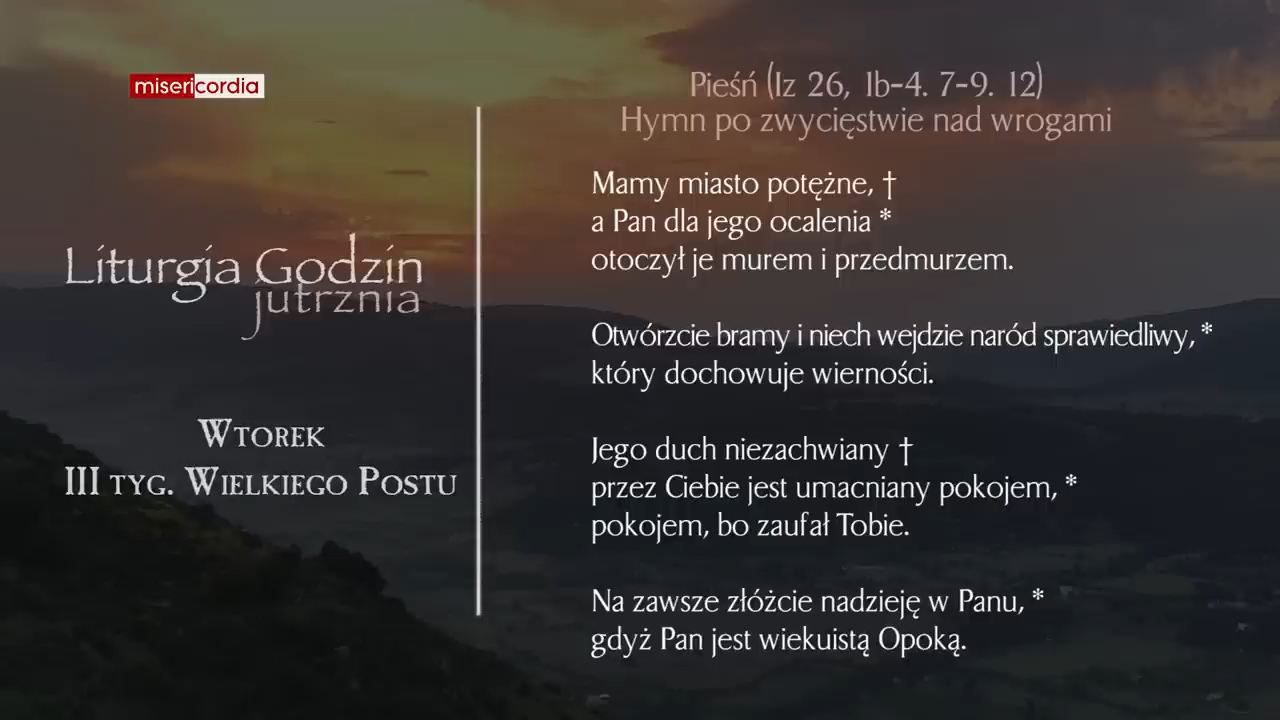 misericordia
Liturgia Godzin
jutrznia
Wtorek
III tyg. Wielkiego Postu
Pieśń (Iz 26, 1b-4. 7-9. 12)
Hymn po zwycięstwie nad wrogami
Mamy miasto potężne, †
a Pan dla jego ocalenia *
otoczył je murem i przedmurzem.
Otwórzcie bramy i niech wejdzie naród sprawiedliwy, *
który dochowuje wierności.
Jego duch niezachwiany †
przez Ciebie jest umacniany pokojem, *
pokojem, bo zaufał Tobie.
Na zawsze złóżcie nadzieję w Panu, *
gdyż Pan jest wiekuistą Opoką.